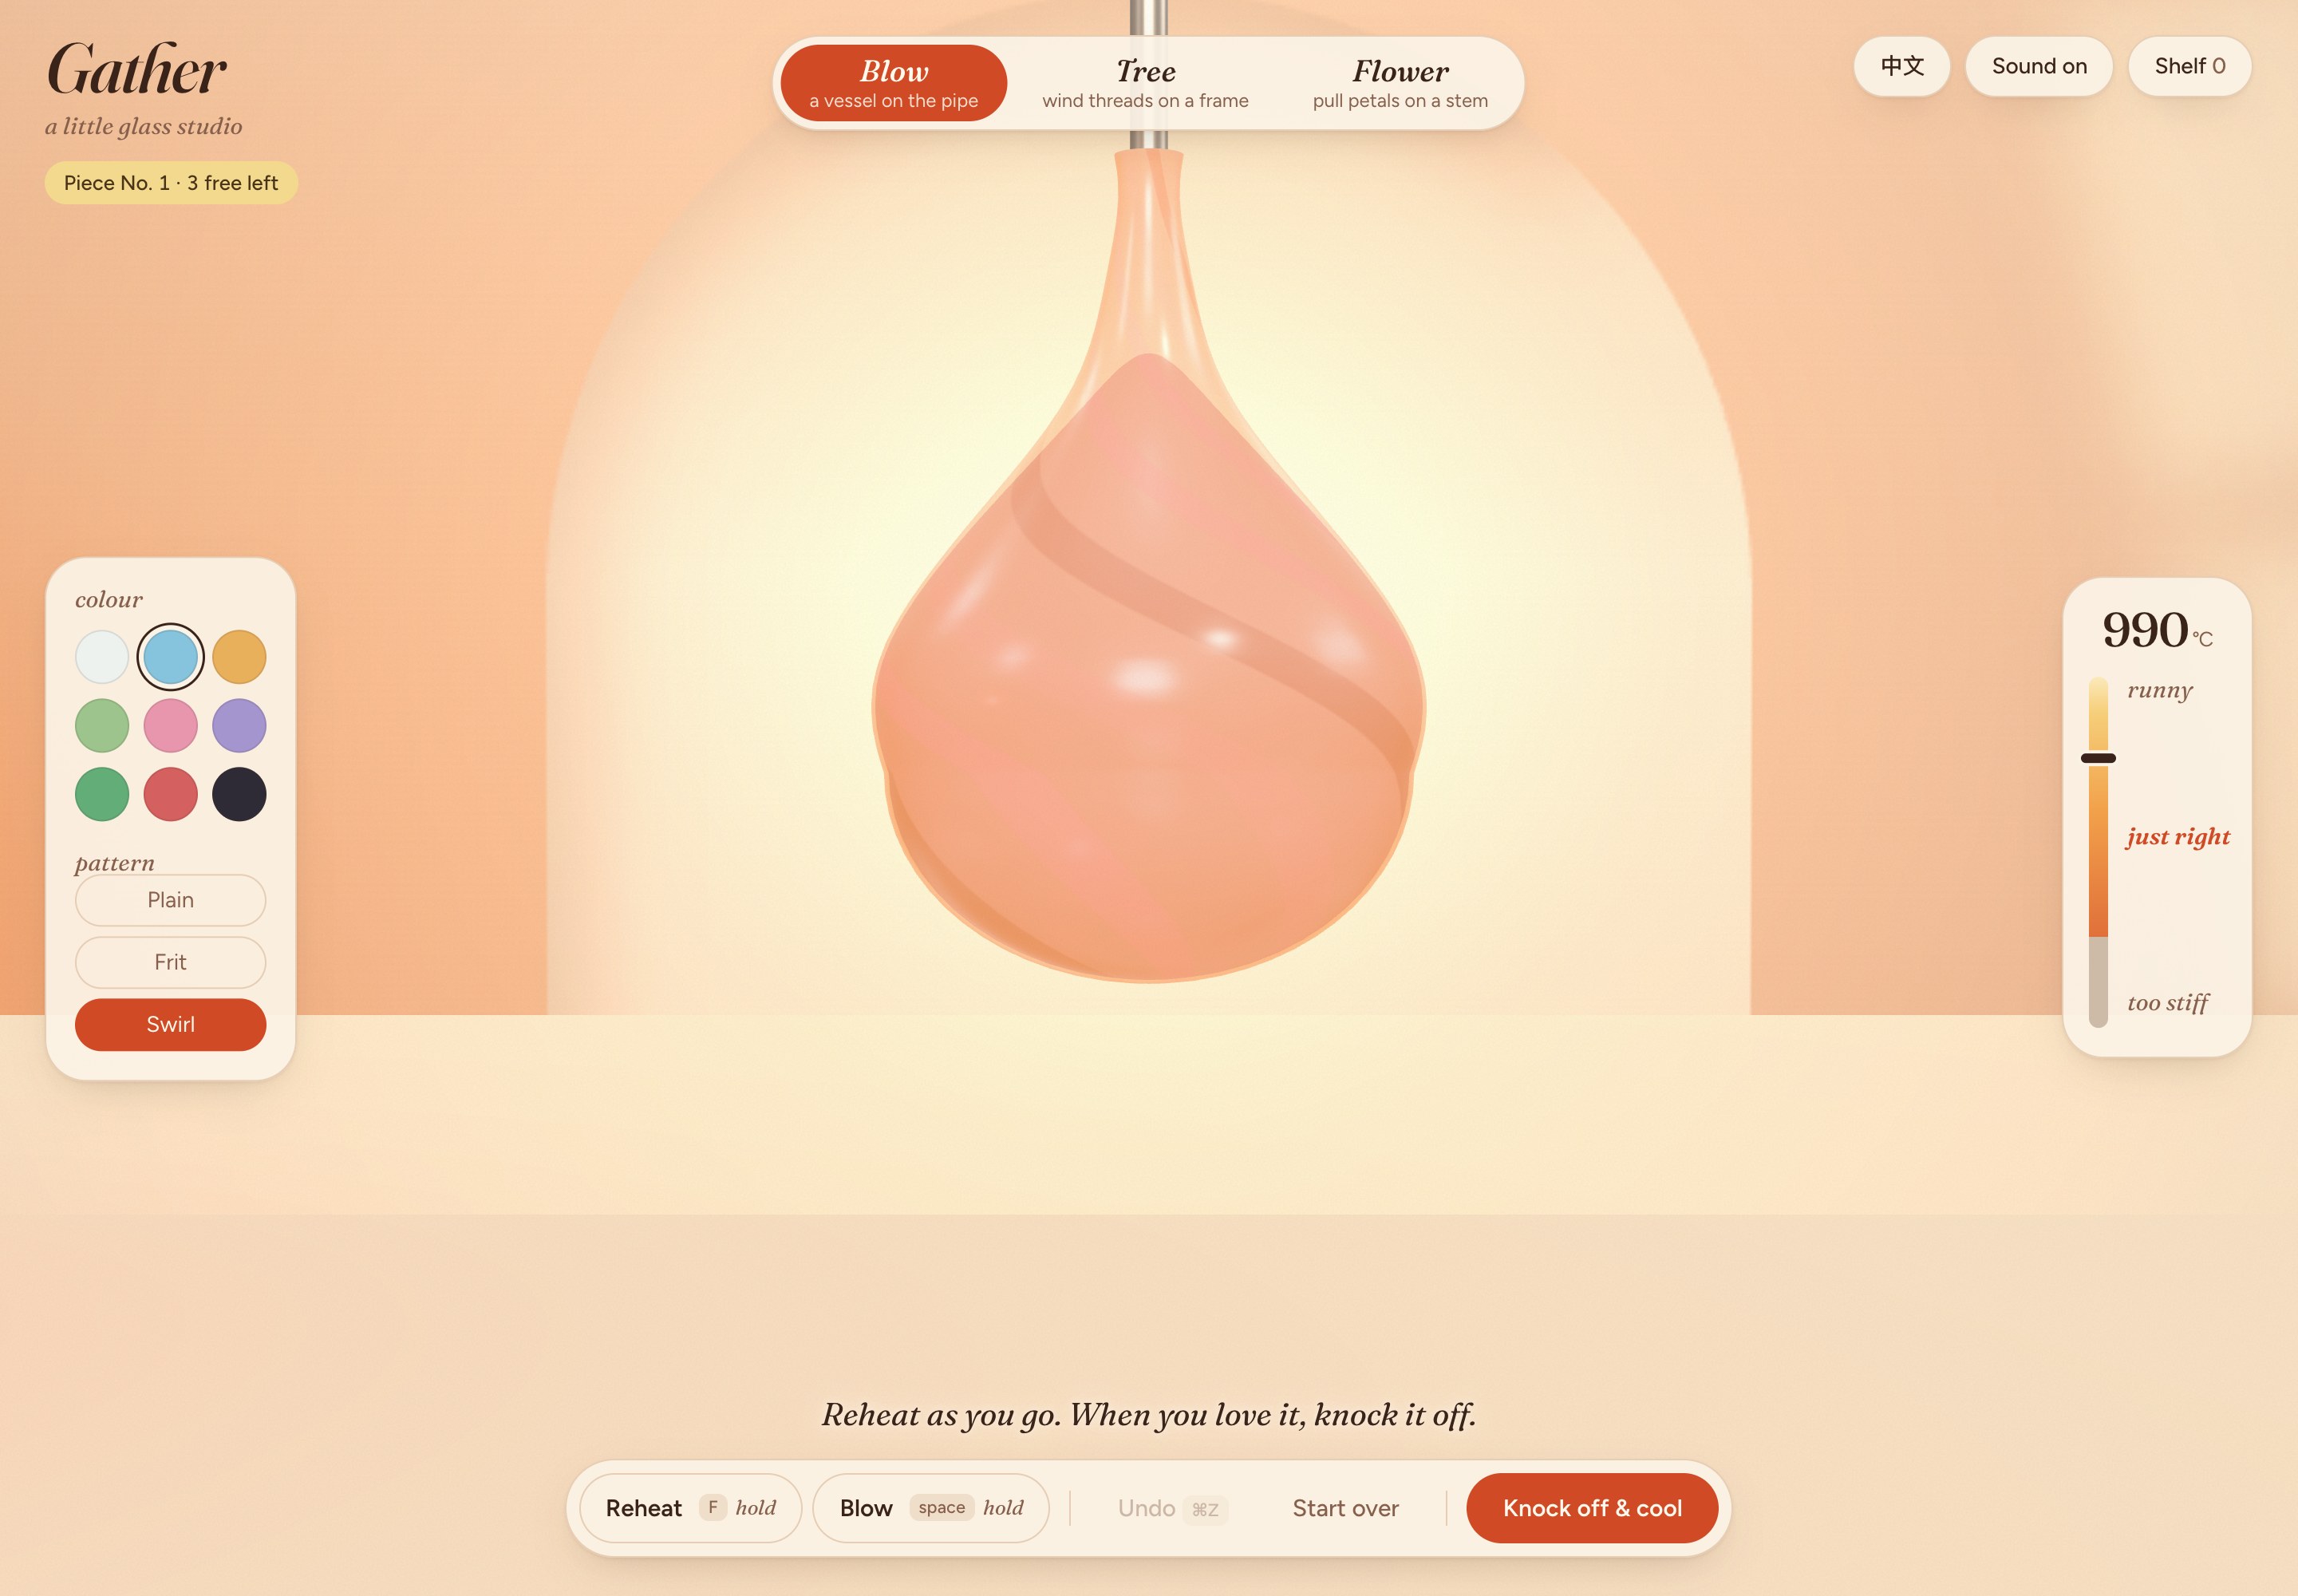 Gather
a little glass studio
Piece No. 1 · 3 free left
Blow
a vessel on the pipe
Tree
wind threads on a frame
Flower
pull petals on a stem
中文
Sound on
Shelf 0
colour
pattern
Plain
Frit
Swirl
990 °C
runny
just right
too stiff
Reheat as you go. When you love it, knock it off.
Reheat F hold
Blow space hold
Undo ⌘Z
Start over
Knock off & cool